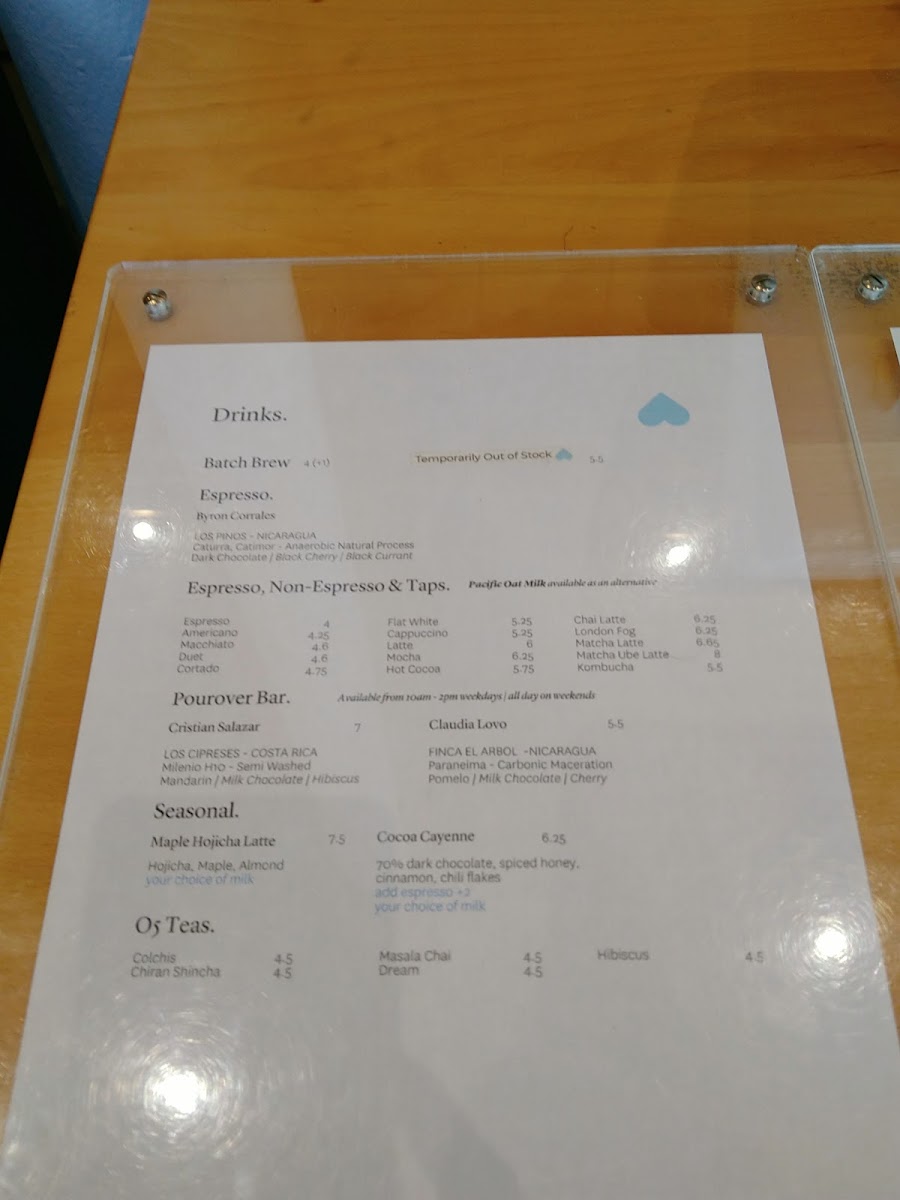 Drinks.
Batch Brew 4 (+1) Temporarily Out of Stock 5.5
Espresso.
Byron Corrales
LOS PINOS - NICARAGUA
Caturra, Catimor - Anaerobic Natural Process
Dark Chocolate / Black Cherry / Black Currant
Espresso, Non-Espresso & Taps. Pacific Oat Milk available as an alternative
Espresso 4 Flat White 5.25 Chai Latte 6.25
Americano 4.25 Cappuccino 5.25 London Fog 6.25
Macchiato 4.6 Latte 6 Matcha Latte 6.65
Duet 4.6 Mocha 6.25 Matcha Ube Latte 8
Cortado 4.75 Hot Cocoa 5.75 Kombucha 5.5
Pourover Bar. Available from 10am - 2pm weekdays | all day on weekends
Cristian Salazar 7 Claudia Lovo 5.5
LOS CIPRESES - COSTA RICA FINCA EL ARBOL -NICARAGUA
Milenio H10 - Semi Washed Paraneima - Carbonic Maceration
Mandarin / Milk Chocolate / Hibiscus Pomelo / Milk Chocolate / Cherry
Seasonal.
Maple Hojicha Latte 7.5 Cocoa Cayenne 6.25
Hojicha, Maple, Almond 70% dark chocolate, spiced honey,
your choice of milk cinnamon, chili flakes
add espresso +2
your choice of milk
O5 Teas.
Colchis 4.5 Masala Chai 4.5 Hibiscus 4.5
Chiran Shincha 4.5 Dream 4.5